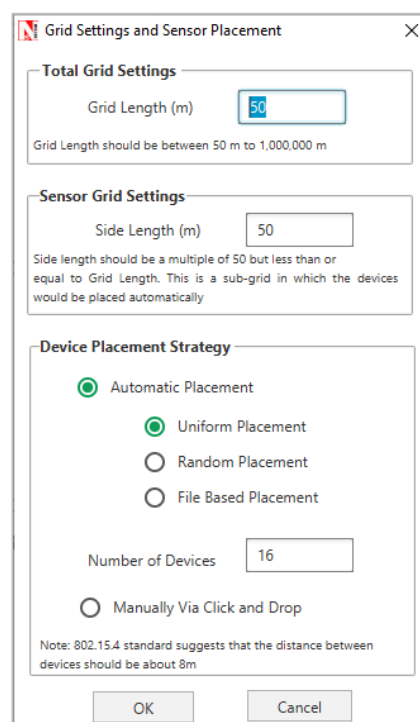 Grid Settings and Sensor Placement
Total Grid Settings
Grid Length (m) 50
Grid Length should be between 50 m to 1,000,000 m
Sensor Grid Settings
Side Length (m) 50
Side length should be a multiple of 50 but less than or
equal to Grid Length. This is a sub-grid in which the devices
would be placed automatically
Device Placement Strategy
Automatic Placement
Uniform Placement
Random Placement
File Based Placement
Number of Devices 16
Manually Via Click and Drop
Note: 802.15.4 standard suggests that the distance between
devices should be about 8m
OK Cancel